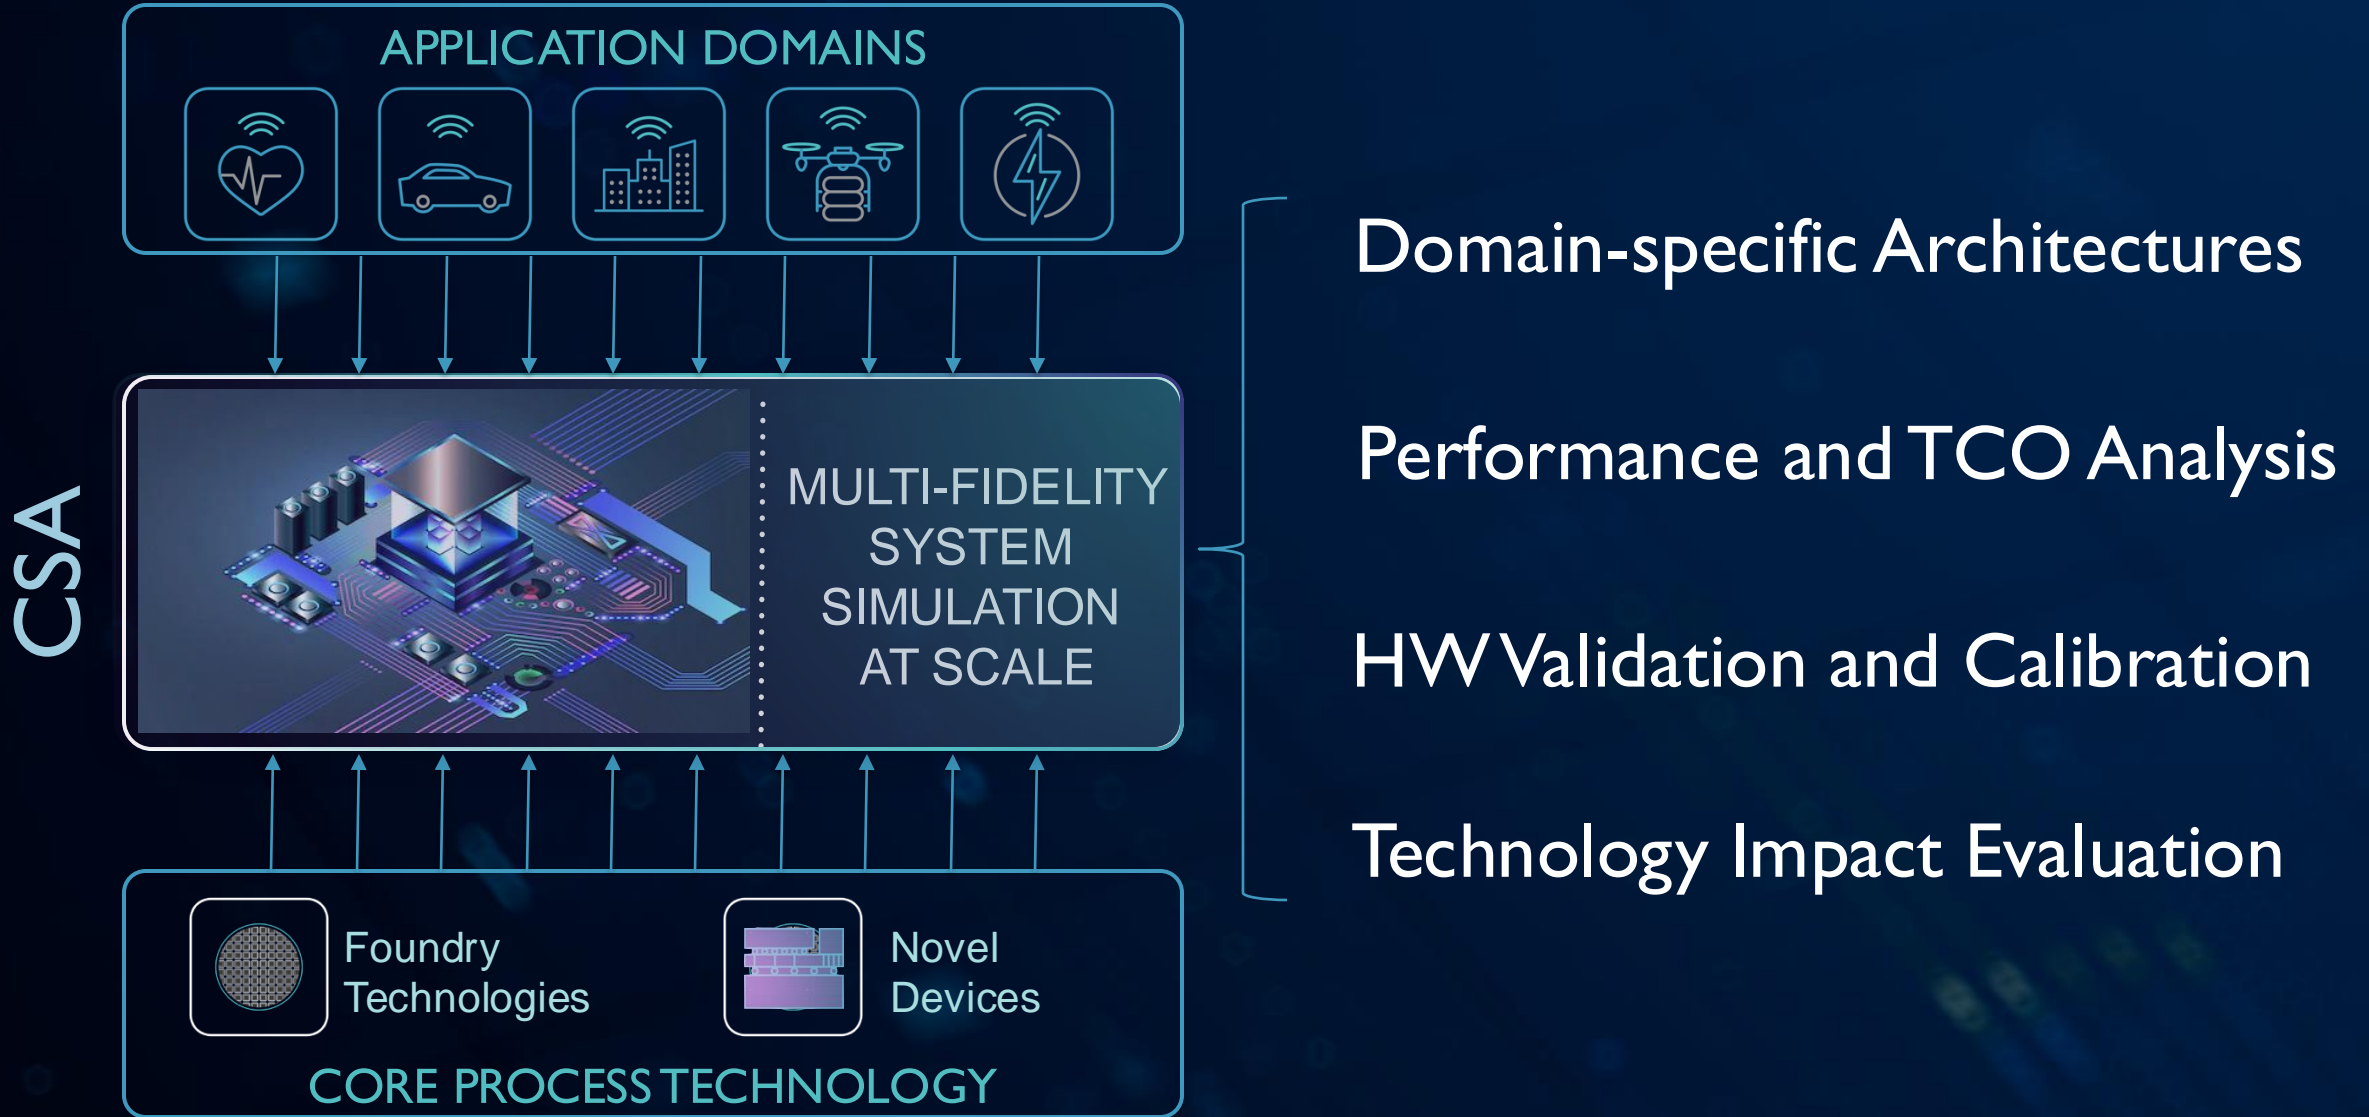 APPLICATION DOMAINS
CSA
MULTI-FIDELITY
SYSTEM
SIMULATION
AT SCALE
Foundry
Technologies
Novel
Devices
CORE PROCESS TECHNOLOGY
Domain-specific Architectures
Performance and TCO Analysis
HW Validation and Calibration
Technology Impact Evaluation